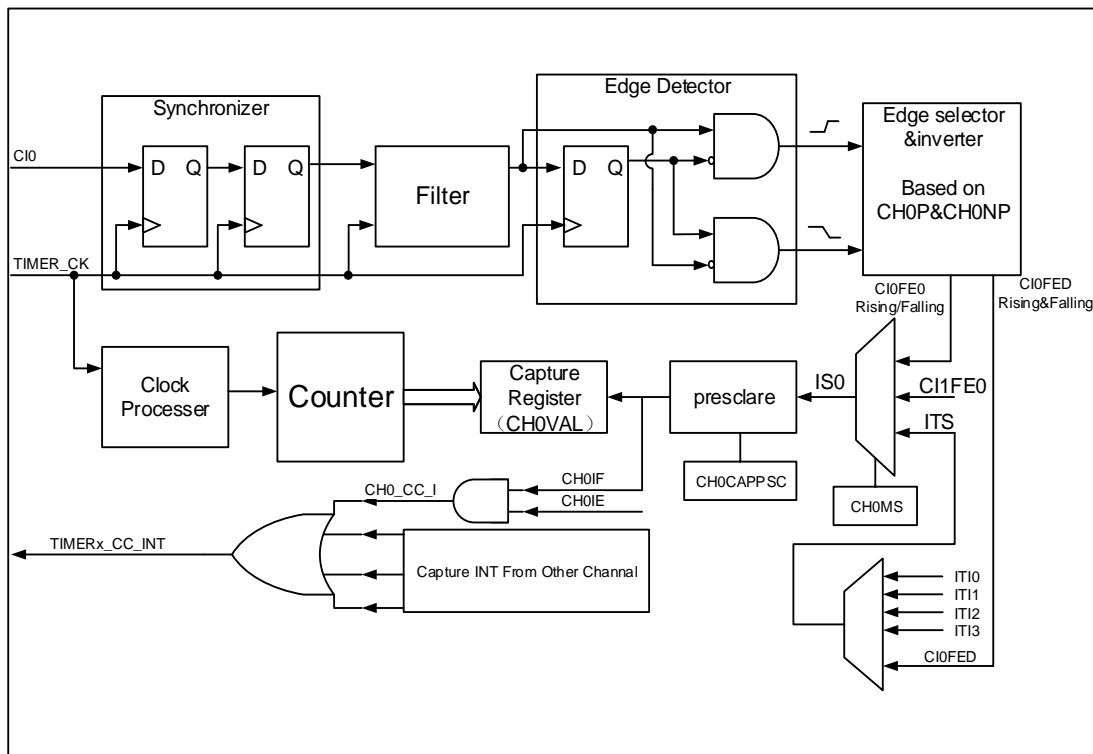 Synchronizer
Edge Detector
CI0
D Q
D Q
Filter
D Q
Edge selector
&inverter
Based on
CH0P&CH0NP
TIMER_CK
CI0FE0
Rising/Falling
CI0FED
Rising&Falling
Clock
Processer
Counter
Capture
Register
（CH0VAL）
presclare
IS0
CI1FE0
ITS
CH0CAPPSC
CH0MS
CH0_CC_I
CH0IF
CH0IE
TIMERx_CC_INT
Capture INT From Other Channel
ITI0
ITI1
ITI2
ITI3
CI0FED